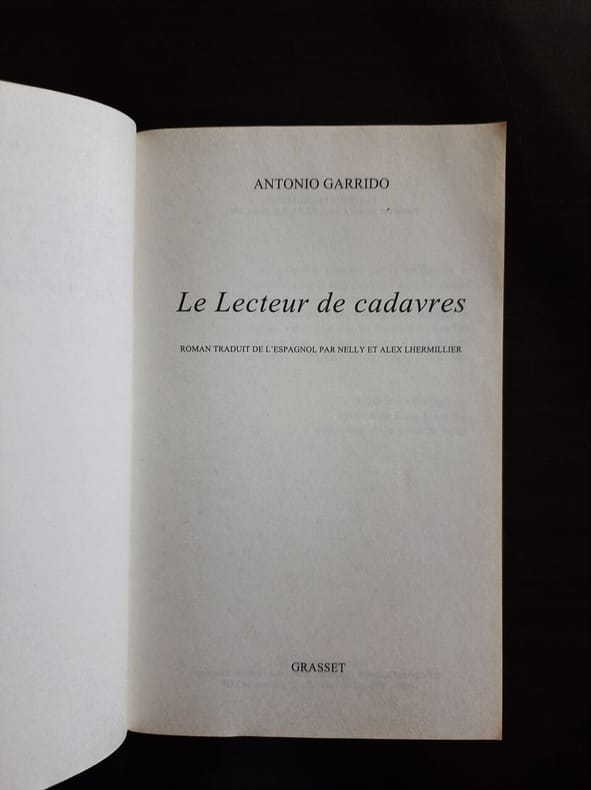 ANTONIO GARRIDO
Le Lecteur de cadavres
ROMAN TRADUIT DE L'ESPAGNOL PAR NELLY ET ALEX LHERMILLIER
GRASSET